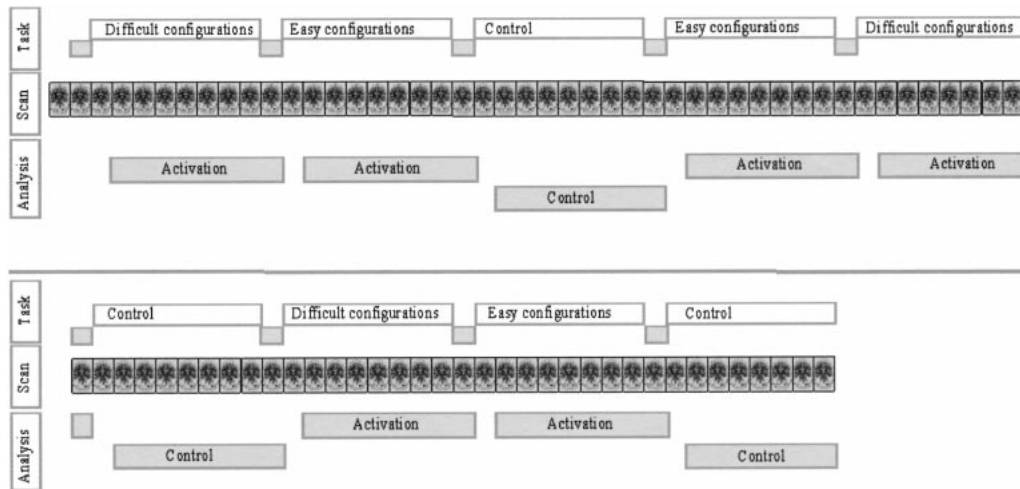 Task
Difficult configurations
Easy configurations
Control
Easy configurations
Difficult configurations
Scan
Analysis
Activation
Activation
Control
Activation
Activation
Task
Control
Difficult configurations
Easy configurations
Control
Scan
Analysis
Control
Activation
Activation
Control